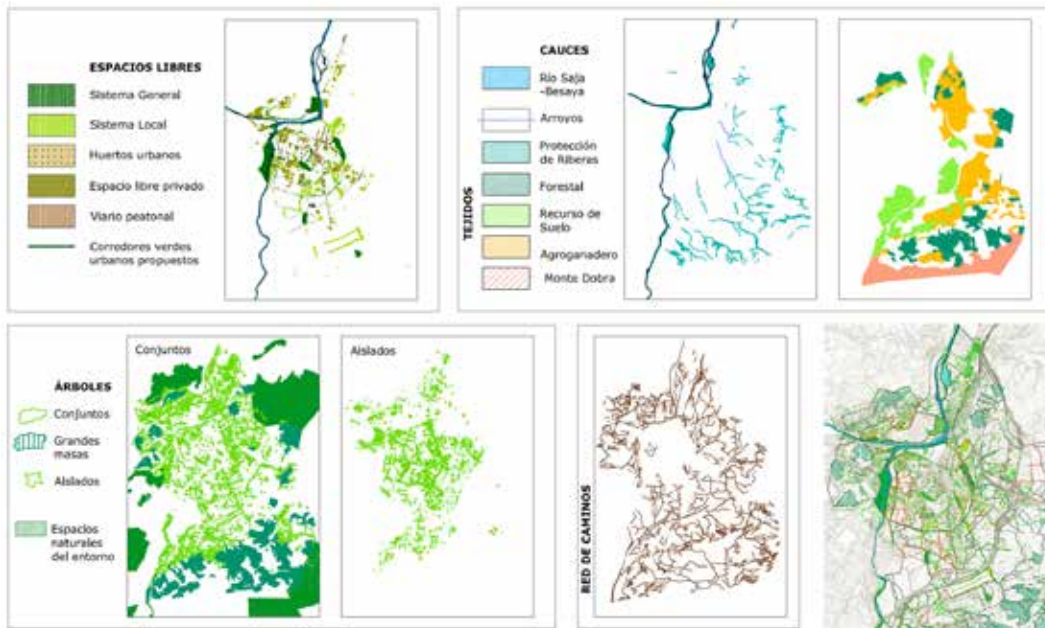 ESPACIOS LIBRES
Sistema General
Sistema Local
Huertos urbanos
Espacio libre privado
Viario peatonal
Corredores verdes
urbanos propuestos
TEJIDOS
CAUCES
Río Saja
-Besaya
Arroyos
Protección
de Riberas
Forestal
Recurso de
Suelo
Agroganadero
Monte Dobra
ÁRBOLES
Conjuntos
Grandes
masas
Aislados
Espacios
naturales
del entorno
Conjuntos
Aislados
RED DE CAMINOS